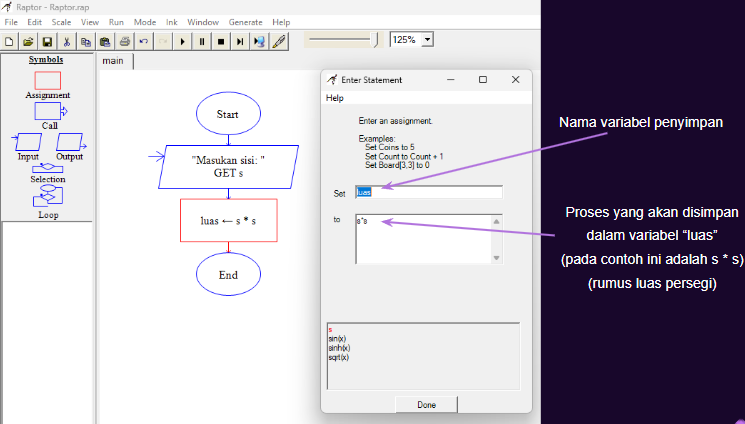 Raptor - Raptor.rap
File Edit Scale View Run Mode Ink Window Generate Help
125%
Symbols
Assignment
Call
Input Output
Selection
Loop
main
Start
"Masukan sisi: "
GET s
luas ← s * s
End
Enter Statement
Help
Enter an assignment.
Examples:
Set Coins to 5
Set Count to Count + 1
Set Board[3,3] to 0
Set luas
to s*s
s
sin(x)
sinh(x)
sqrt(x)
Done
Nama variabel penyimpan
Proses yang akan disimpan
dalam variabel “luas”
(pada contoh ini adalah s * s)
(rumus luas persegi)